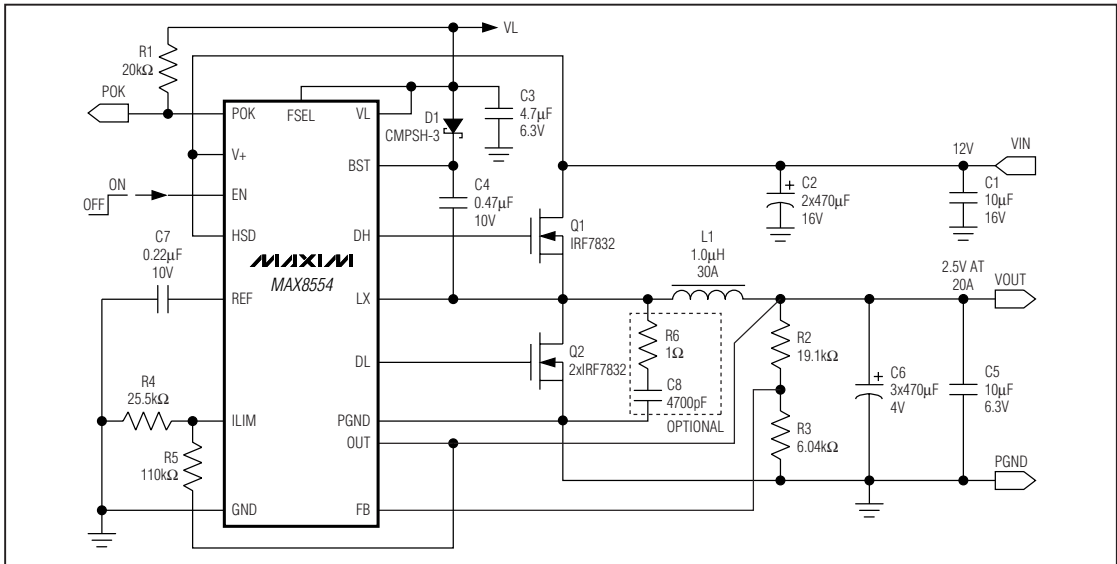 VL
R1
20kΩ
POK
POK
FSEL
VL
D1
CMPSH-3
C3
4.7µF
6.3V
V+
BST
12V
VIN
ON
OFF
EN
C4
0.47µF
10V
C2
2x470µF
16V
C1
10µF
16V
HSD
DH
Q1
IRF7832
C7
0.22µF
10V
MAXIM
MAX8554
L1
1.0µH
30A
REF
LX
2.5V AT
20A
VOUT
R6
1Ω
R2
19.1kΩ
DL
Q2
2xIRF7832
C8
4700pF
OPTIONAL
C6
3x470µF
4V
C5
10µF
6.3V
R4
25.5kΩ
ILIM
PGND
OUT
R3
6.04kΩ
R5
110kΩ
PGND
GND
FB